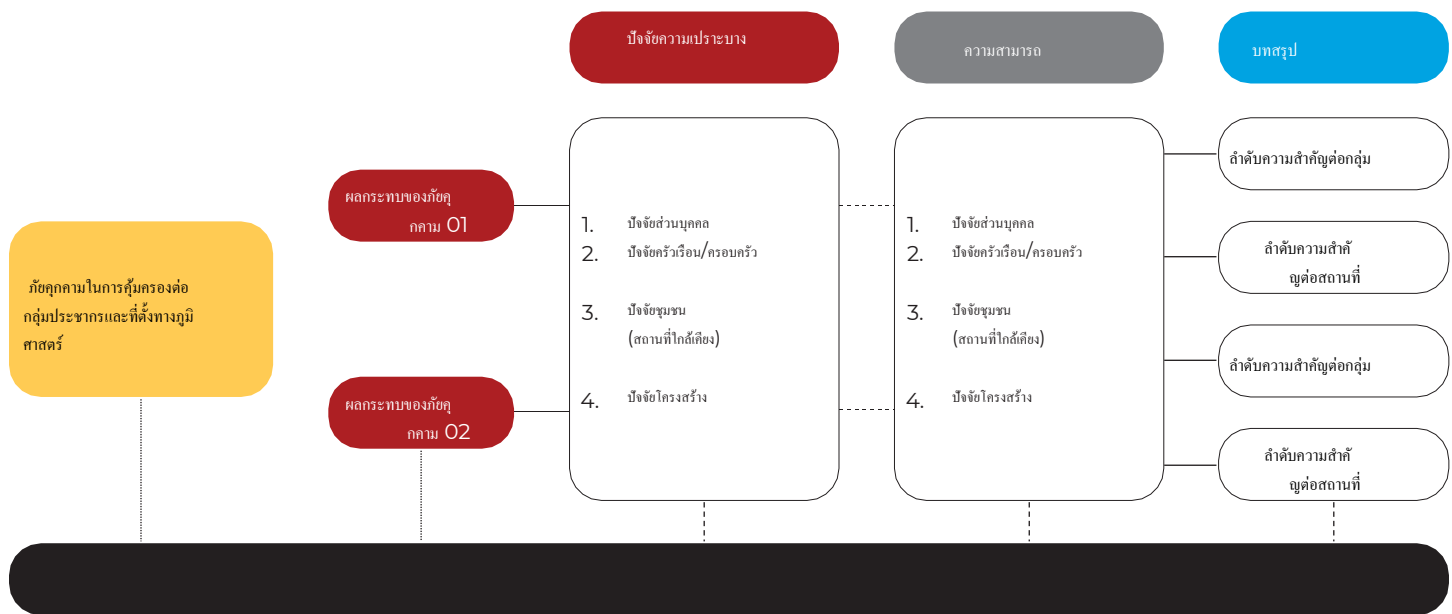 ปัจจัยความเปราะบาง
ความสามารถ
บทสรุป
ภัยคุกคามในการคุ้มครองต่อ
กลุ่มประชากรและที่ตั้งทางภูมิ
ศาสตร์
ผลกระทบของภัยคุ
กคาม 01
ผลกระทบของภัยคุ
กคาม 02
1. ปัจจัยส่วนบุคคล
2. ปัจจัยครัวเรือน/ครอบครัว
3. ปัจจัยชุมชน
(สถานที่ใกล้เคียง)
4. ปัจจัยโครงสร้าง
1. ปัจจัยส่วนบุคคล
2. ปัจจัยครัวเรือน/ครอบครัว
3. ปัจจัยชุมชน
(สถานที่ใกล้เคียง)
4. ปัจจัยโครงสร้าง
ลำดับความสำคัญต่อกลุ่ม
ลำดับความสำคั
ญต่อสถานที่
ลำดับความสำคัญต่อกลุ่ม
ลำดับความสำคั
ญต่อสถานที่